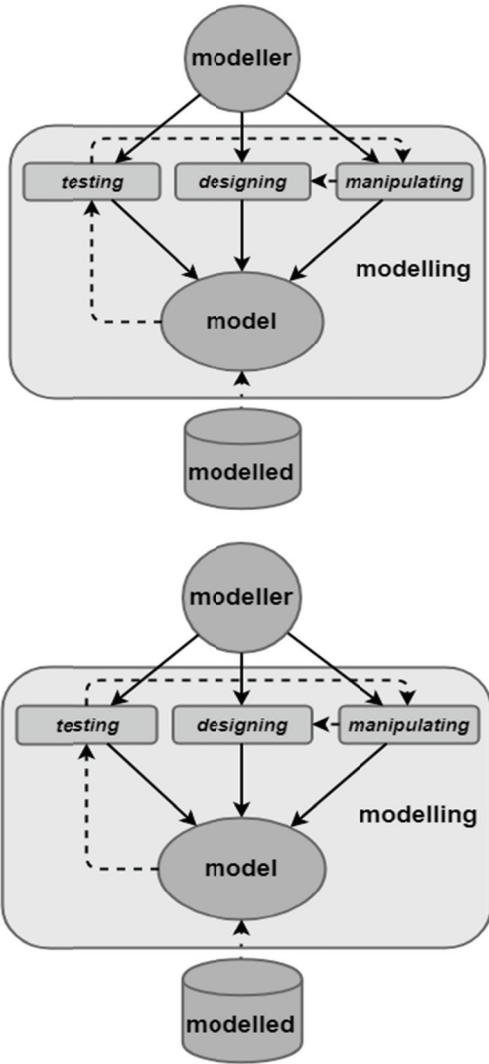 modeller
testing
designing
manipulating
modelling
model
modelled
modeller
testing
designing
manipulating
modelling
model
modelled